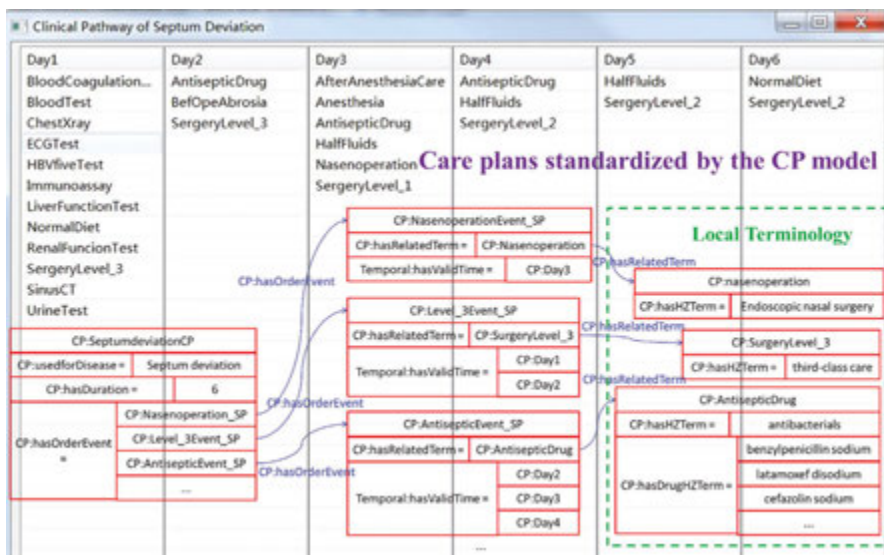 Clinical Pathway of Septum Deviation
Day1 Day2 Day3 Day4 Day5 Day6
BloodCoagulation... AntisepticDrug AfterAnesthesiaCare AntisepticDrug HalfFluids NormalDiet
BloodTest BefOpeAbrosia Anesthesia HalfFluids SergeryLevel_2 SergeryLevel_2
ChestXray SergeryLevel_3 AntisepticDrug SergeryLevel_2
ECGTest HalfFluids
HBVfiveTest Nasenoperation
Care plans standardized by the CP model
Immunoassay SergeryLevel_1
LiverFunctionTest
NormalDiet
RenalFuncionTest
SergeryLevel_3
SinusCT
UrineTest
CP:SeptumdeviationCP
CP:usedforDisease = Septum deviation
CP:hasDuration = 6
CP:hasOrderEvent =
CP:Nasenoperation_SP
CP:Level_3Event_SP
CP:AntisepticEvent_SP
...
CP:hasOrderEvent
CP:hasOrderEvent
CP:hasOrderEvent
CP:NasenoperationEvent_SP
CP:hasRelatedTerm = CP:Nasenoperation
Temporal:hasValidTime = CP:Day3
CP:Level_3Event_SP
CP:hasRelatedTerm = CP:SurgeryLevel_3
Temporal:hasValidTime =
CP:Day1
CP:Day2
CP:AntisepticEvent_SP
CP:hasRelatedTerm = CP:AntisepticDrug
Temporal:hasValidTime =
CP:Day2
CP:Day3
CP:Day4
...
CP:hasRelatedTerm
CP:hasRelatedTerm
CP:hasRelatedTerm
Local Terminology
CP:nasenoperation
CP:hasHZTerm = Endoscopic nasal surgery
CP:SurgeryLevel_3
CP:hasHZTerm = third-class care
CP:AntisepticDrug
CP:hasHZTerm = antibacterials
CP:hasDrugHZTerm =
benzylpenicillin sodium
latamoxef disodium
cefazolin sodium
...